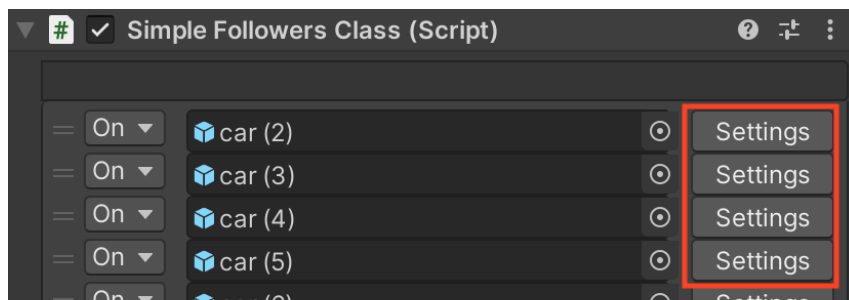 # Simple Followers Class (Script)
On car (2) Settings
On car (3) Settings
On car (4) Settings
On car (5) Settings
On Settings